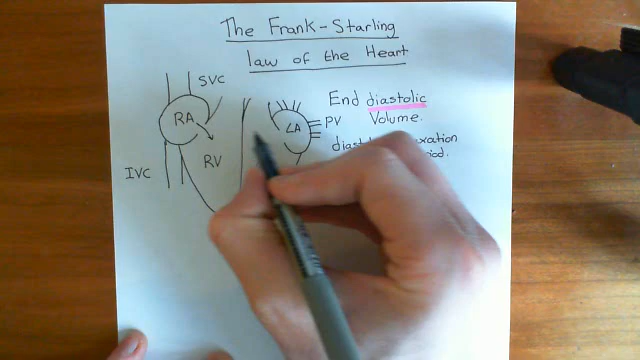 The Frank-Starling
law of the Heart
SVC
RA
IVC
RV
LA
PV
End diastolic
Volume.